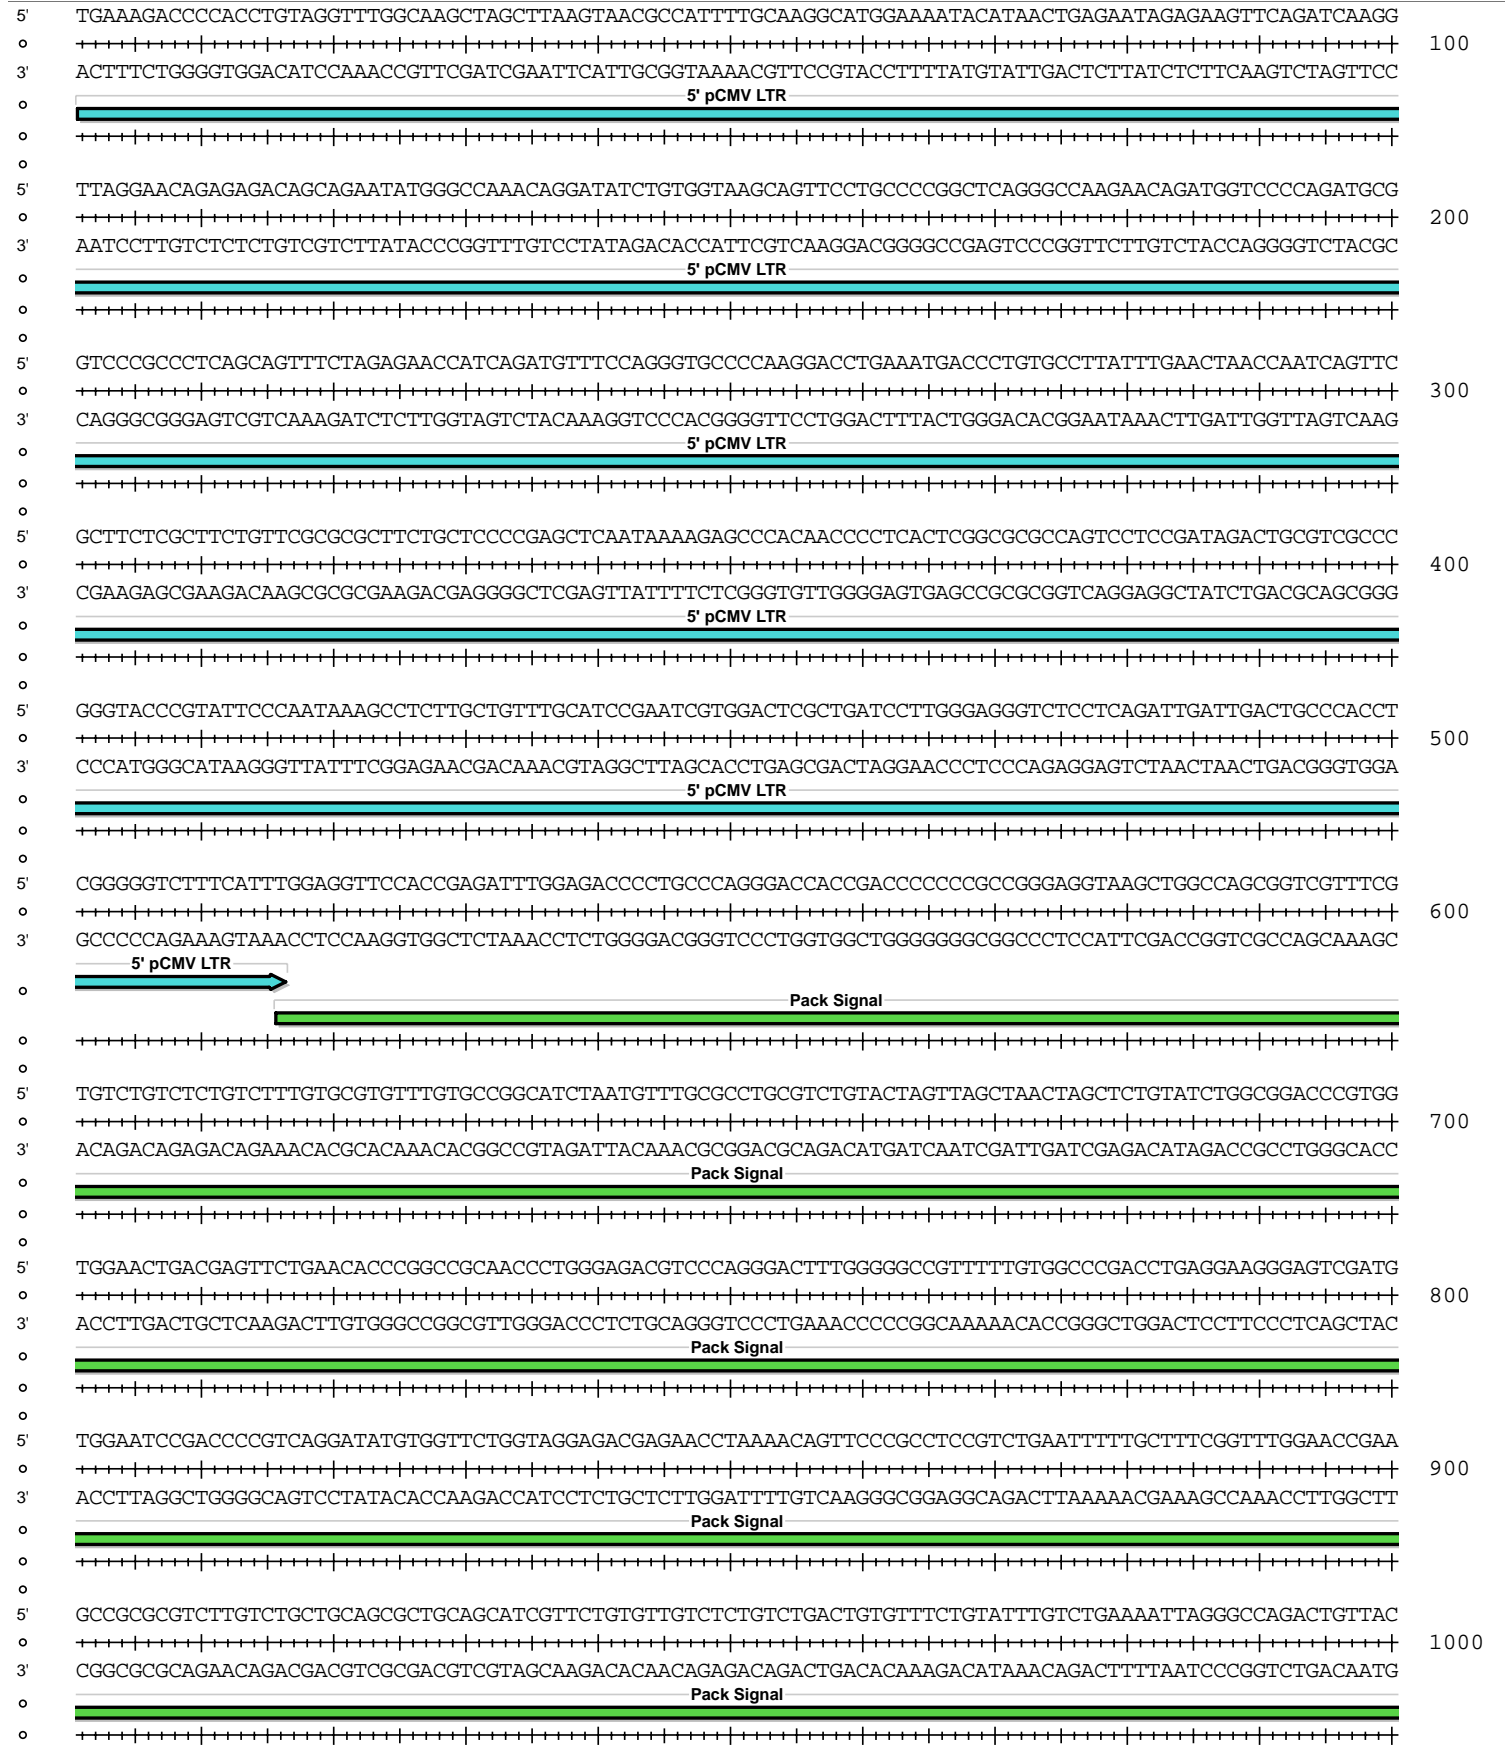 5' TGAAAGACCCCACCTGTAGGTTTGGCAAGCTAGCTTAAGTAACGCCATTTTGCAAGGCATGGAAAATACATAACTGAGAATAGAGAAGTTCAGATCAAGG
100
3' ACTTTCTGGGGTGGACATCCAAACCGTTCGATCGAATTCATTGCGGTAAAACGTTCCGTACCTTTTATGTATTGACTCTTATCTCTTCAAGTCTAGTTCC
5' pCMV LTR
5' TTAGGAACAGAGAGACAGCAGAATATGGGCCAAACAGGATATCTGTGGTAAGCAGTTCCTGCCCCGGCTCAGGGCCAAGAACAGATGGTCCCCAGATGCG
200
3' AATCCTTGTCTCTCTGTCGTCTTATACCCGGTTTGTCCTATAGACACCATTCGTCAAGGACGGGGCCGAGTCCCGGTTCTTGTCTACCAGGGGTCTACGC
5' pCMV LTR
5' GTCCCGCCCTCAGCAGTTTCTAGAGAACCATCAGATGTTTCCAGGGTGCCCCAAGGACCTGAAATGACCCTGTGCCTTATTTGAACTAACCAATCAGTTC
300
3' CAGGGCGGGAGTCGTCAAAGATCTCTTGGTAGTCTACAAAGGTCCCACGGGGTTCCTGGACTTTACTGGGACACGGAATAAACTTGATTGGTTAGTCAAG
5' pCMV LTR
5' GCTTCTCGCTTCTGTTCGCGCGCTTCTGCTCCCCGAGCTCAATAAAAGAGCCCACAACCCCTCACTCGGCGCGCCAGTCCTCCGATAGACTGCGTCGCCC
400
3' CGAAGAGCGAAGACAAGCGCGCGAAGACGAGGGGCTCGAGTTATTTTCTCGGGTGTTGGGGAGTGAGCCGCGCGGTCAGGAGGCTATCTGACGCAGCGGG
5' pCMV LTR
5' GGGTACCCGTATTCCCAATAAAGCCTCTTGCTGTTTGCATCCGAATCGTGGACTCGCTGATCCTTGGGAGGGTCTCCTCAGATTGATTGACTGCCCACCT
500
3' CCCATGGGCATAAGGGTTATTTCGGAGAACGACAAACGTAGGCTTAGCACCTGAGCGACTAGGAACCCTCCCAGAGGAGTCTAACTAACTGACGGGTGGA
5' pCMV LTR
5' CGGGGGTCTTTCATTTGGAGGTTCCACCGAGATTTGGAGACCCCTGCCCAGGGACCACCGACCCCCCCGCCGGGAGGTAAGCTGGCCAGCGGTCGTTTCG
600
3' GCCCCCAGAAAGTAAACCTCCAAGGTGGCTCTAAACCTCTGGGGACGGGTCCCTGGTGGCTGGGGGGGCGGCCCTCCATTCGACCGGTCGCCAGCAAAGC
5' pCMV LTR
Pack Signal
5' TGTCTGTCTCTGTCTTTGTGCGTGTTTGTGCCGGCATCTAATGTTTGCGCCTGCGTCTGTACTAGTTAGCTAACTAGCTCTGTATCTGGCGGACCCGTGG
700
3' ACAGACAGAGACAGAAACACGCACAAACACGGCCGTAGATTACAAACGCGGACGCAGACATGATCAATCGATTGATCGAGACATAGACCGCCTGGGCACC
Pack Signal
5' TGGAACTGACGAGTTCTGAACACCCGGCCGCAACCCTGGGAGACGTCCCAGGGACTTTGGGGGCCGTTTTTGTGGCCCGACCTGAGGAAGGGAGTCGATG
800
3' ACCTTGACTGCTCAAGACTTGTGGGCCGGCGTTGGGACCCTCTGCAGGGTCCCTGAAACCCCCGGCAAAAACACCGGGCTGGACTCCTTCCCTCAGCTAC
Pack Signal
5' TGGAATCCGACCCCGTCAGGATATGTGGTTCTGGTAGGAGACGAGAACCTAAAACAGTTCCCGCCTCCGTCTGAATTTTTGCTTTCGGTTTGGAACCGAA
900
3' ACCTTAGGCTGGGGCAGTCCTATACACCAAGACCATCCTCTGCTCTTGGATTTTGTCAAGGGCGGAGGCAGACTTAAAAACGAAAGCCAAACCTTGGCTT
Pack Signal
5' GCCGCGCGTCTTGTCTGCTGCAGCGCTGCAGCATCGTTCTGTGTTGTCTCTGTCTGACTGTGTTTCTGTATTTGTCTGAAAATTAGGGCCAGACTGTTAC
1000
3' CGGCGCGCAGAACAGACGACGTCGCGACGTCGTAGCAAGACACAACAGAGACAGACTGACACAAAGACATAAACAGACTTTTAATCCCGGTCTGACAATG
Pack Signal